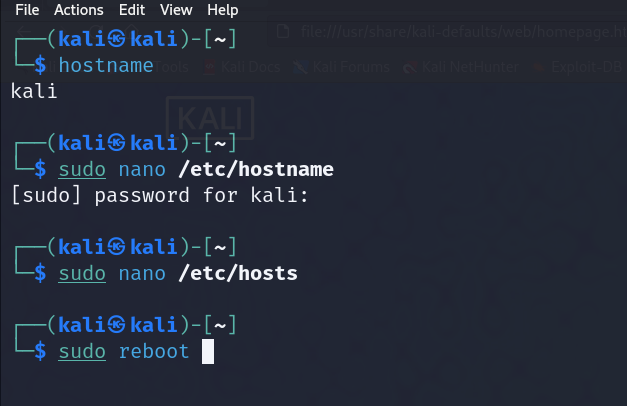 File Actions Edit View Help
file:///usr/share/kali-defaults/web/homepage.ht
┌──(kali㉿kali)-[~]
└─$ hostname
Tools Kali Docs Kali Forums Kali NetHunter Exploit-DB
kali
KALI
┌──(kali㉿kali)-[~]
└─$ sudo nano /etc/hostname
[sudo] password for kali:
┌──(kali㉿kali)-[~]
└─$ sudo nano /etc/hosts
┌──(kali㉿kali)-[~]
└─$ sudo reboot